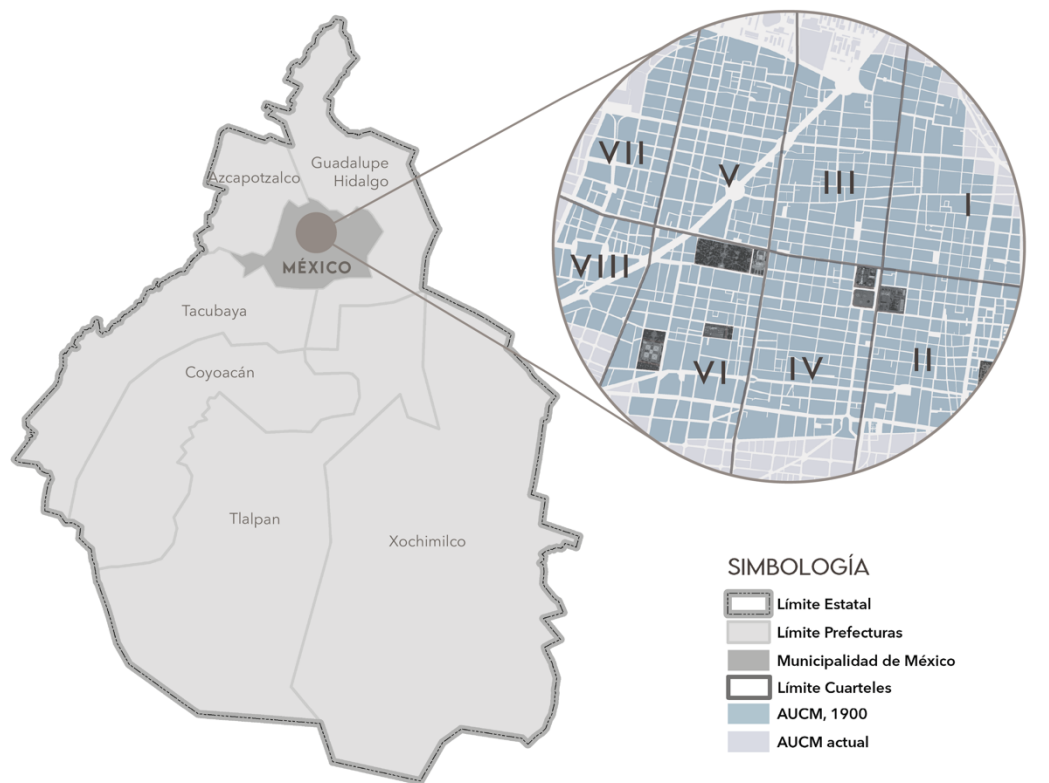 Guadalupe
Hidalgo
Azcapotzalco
MÉXICO
Tacubaya
Coyoacán
Tlalpan
Xochimilco
VII
V
III
I
VIII
VI
IV
II
SIMBOLOGÍA
Límite Estatal
Límite Prefecturas
Municipalidad de México
Límite Cuarteles
AUCM, 1900
AUCM actual